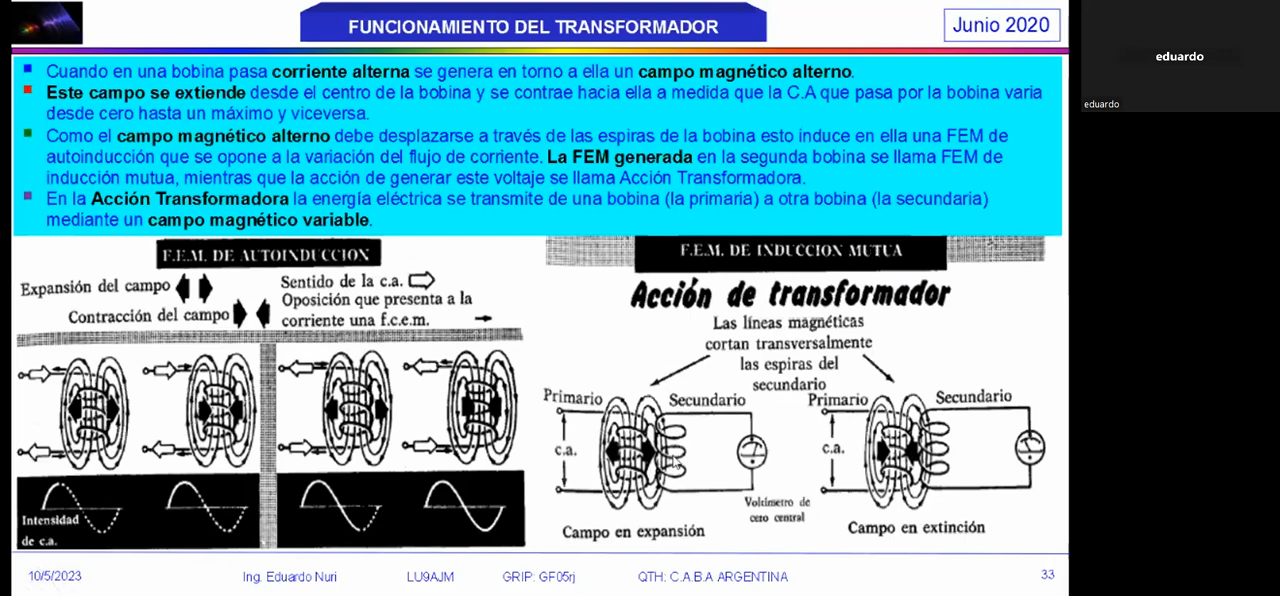 FUNCIONAMIENTO DEL TRANSFORMADOR
Junio 2020
eduardo
eduardo
Cuando en una bobina pasa corriente alterna se genera en torno a ella un campo magnético alterno.
Este campo se extiende desde el centro de la bobina y se contrae hacia ella a medida que la C.A que pasa por la bobina varia
desde cero hasta un máximo y viceversa.
Como el campo magnético alterno debe desplazarse a través de las espiras de la bobina esto induce en ella una FEM de
autoinducción que se opone a la variación del flujo de corriente. La FEM generada en la segunda bobina se llama FEM de
inducción mutua, mientras que la acción de generar este voltaje se llama Acción Transformadora.
En la Acción Transformadora la energía eléctrica se transmite de una bobina (la primaria) a otra bobina (la secundaria)
mediante un campo magnético variable.
F.E.M. DE AUTOINDUCCION
Expansión del campo
Contracción del campo
Sentido de la c.a.
Oposición que presenta a la
corriente una f.c.e.m.
Intensidad
de c.a.
F.E.M. DE INDUCCION MUTUA
Acción de transformador
Las líneas magnéticas
cortan transversalmente
las espiras del
secundario
Primario
Secundario
c.a.
Voltímetro de
cero central
Campo en expansión
Primario
Secundario
c.a.
Campo en extinción
10/5/2023
Ing. Eduardo Nuri
LU9AJM
GRIP: GF05rj
QTH: C.A.B.A ARGENTINA
33